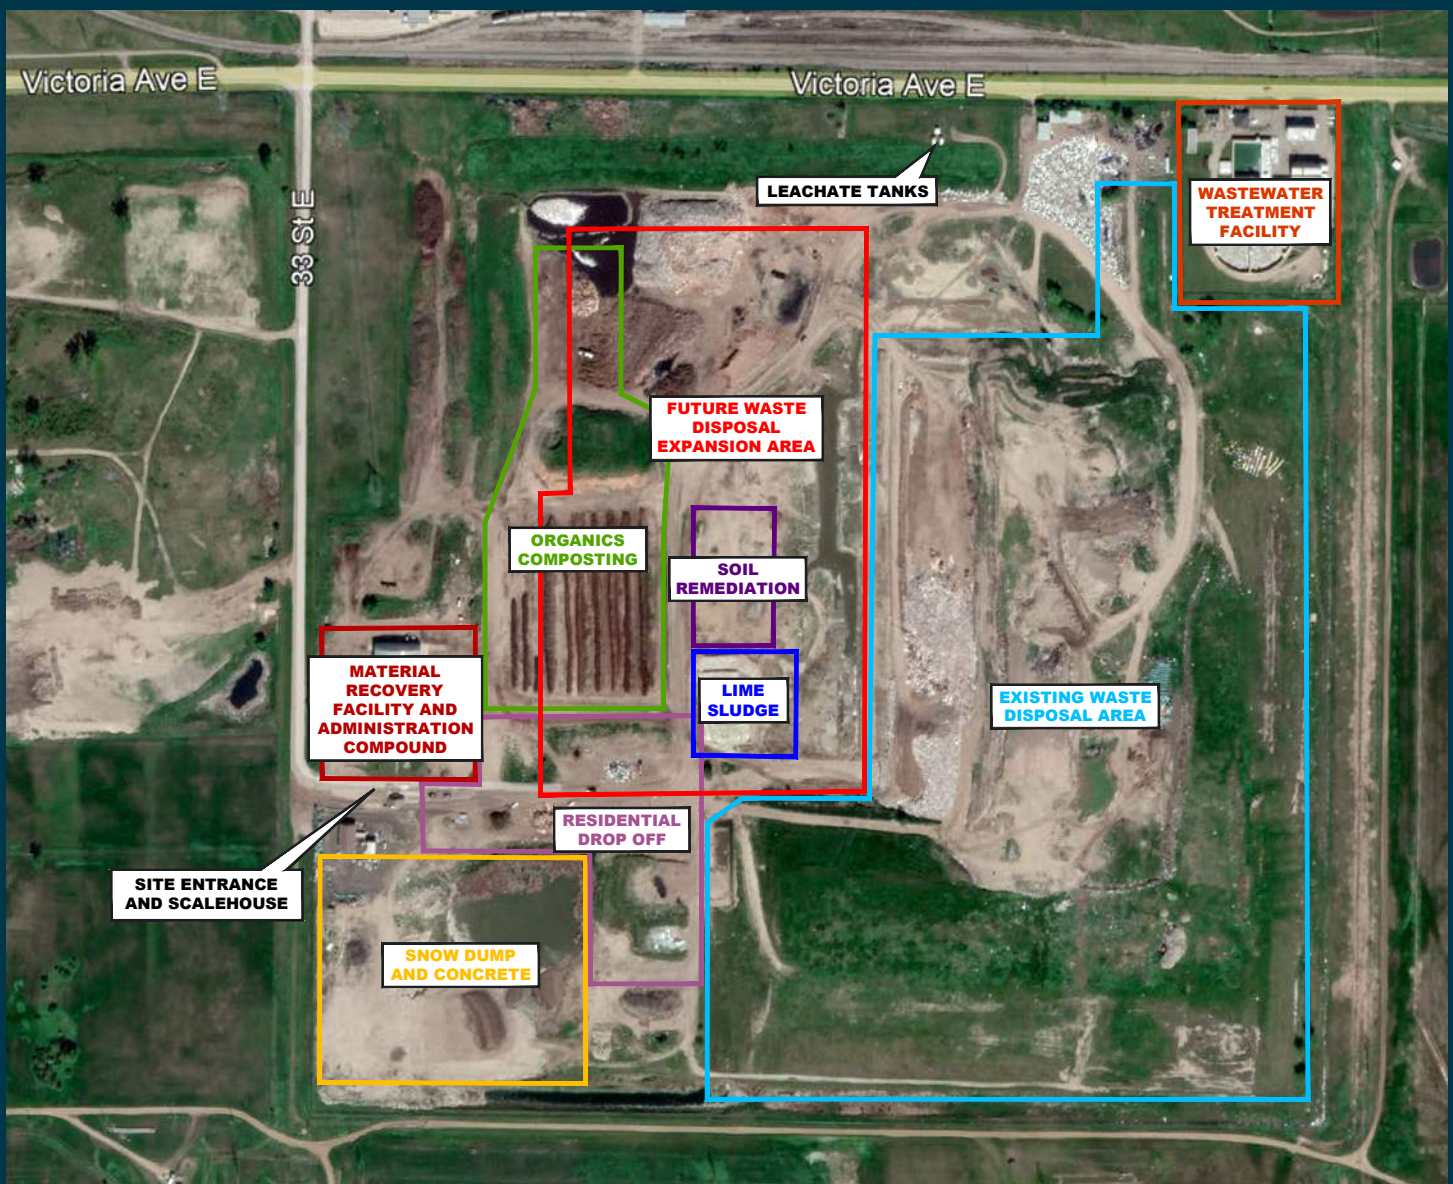 Victoria Ave E
Victoria Ave E
LEACHATE TANKS
WASTEWATER
TREATMENT
FACILITY
33 St E
FUTURE WASTE
DISPOSAL
EXPANSION AREA
ORGANICS
COMPOSTING
SOIL
REMEDIATION
MATERIAL
RECOVERY
FACILITY AND
ADMINISTRATION
COMPOUND
LIME
SLUDGE
EXISTING WASTE
DISPOSAL AREA
RESIDENTIAL
DROP OFF
SITE ENTRANCE
AND SCALEHOUSE
SNOW DUMP
AND CONCRETE